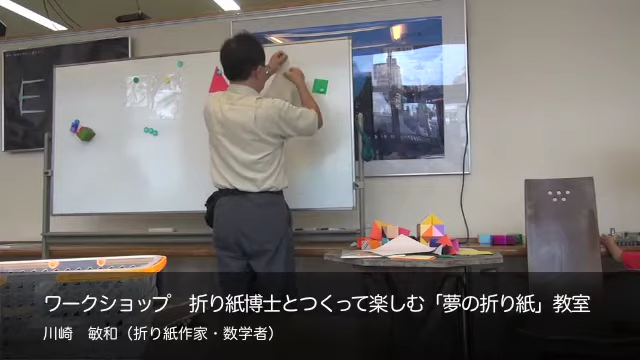 E
ワークショップ　折り紙博士とつくって楽しむ「夢の折り紙」教室
川崎　敏和（折り紙作家・数学者）